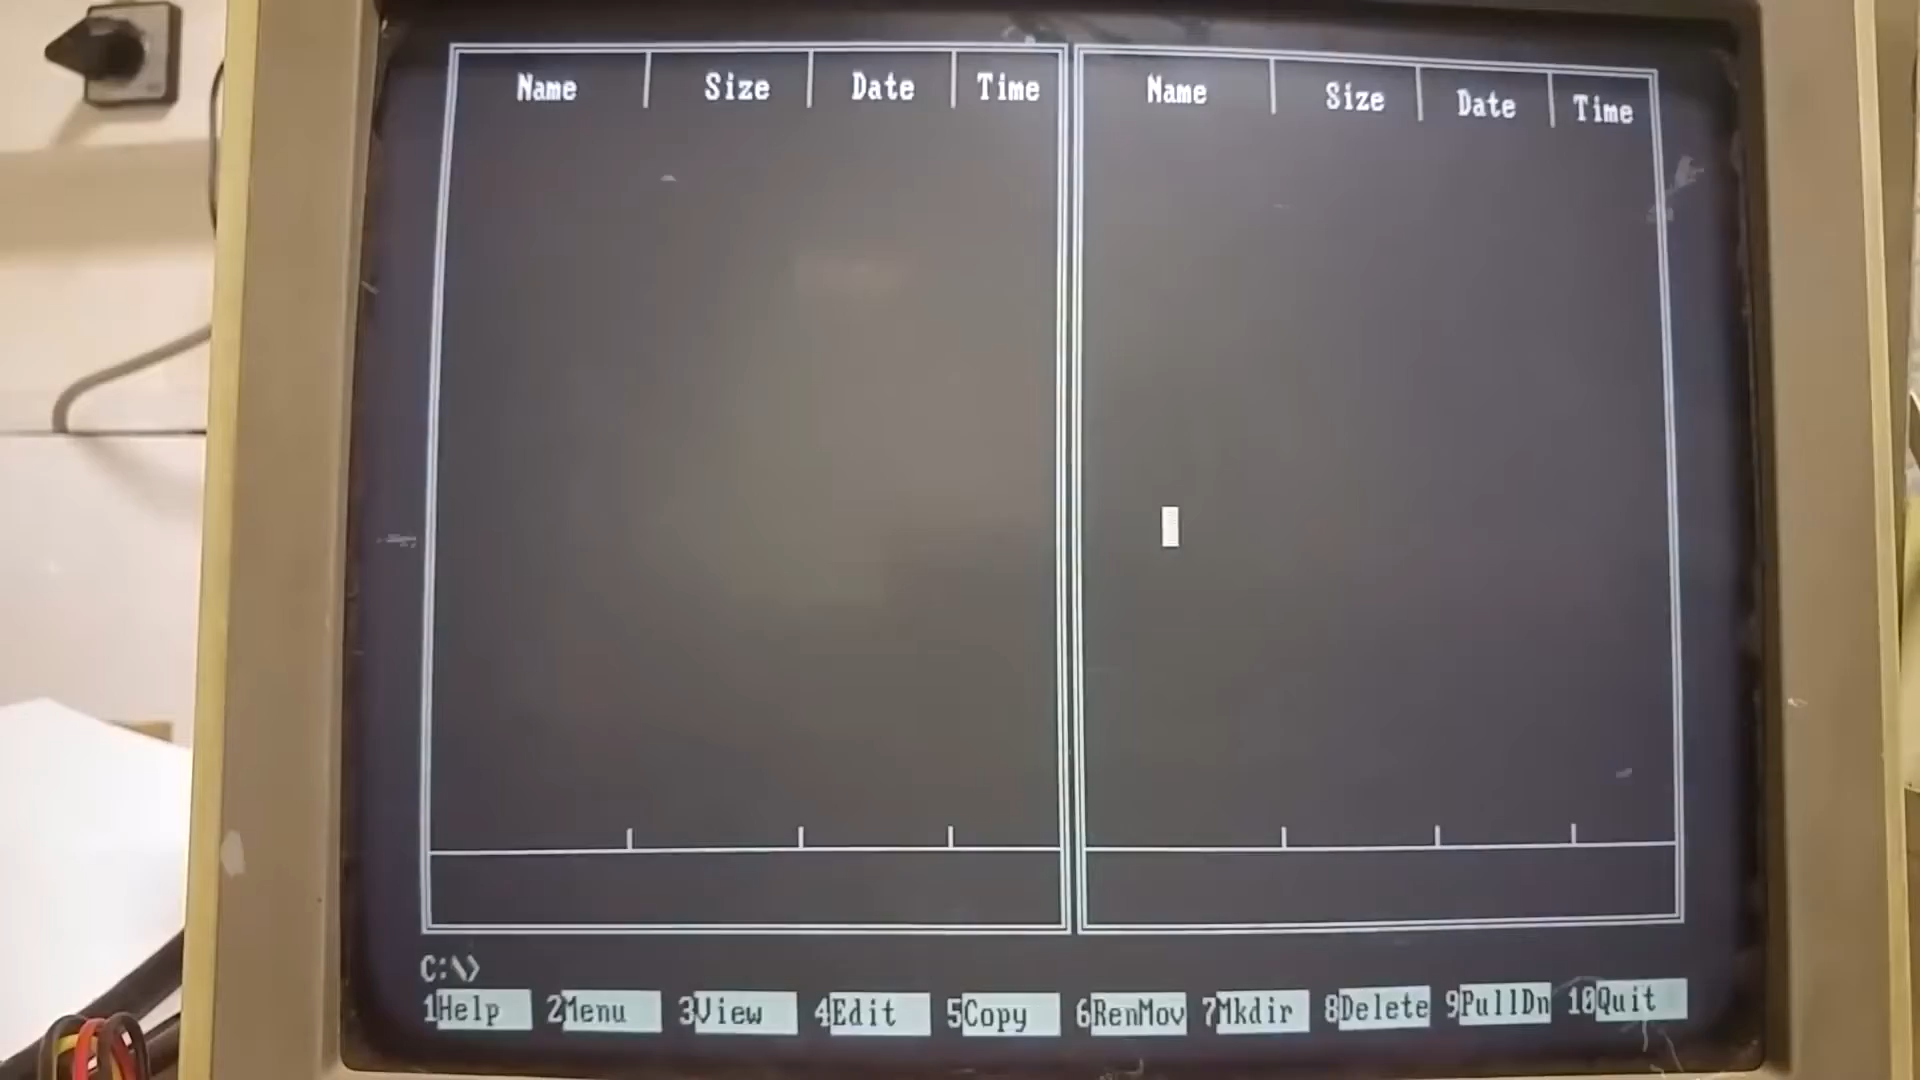 Name Size Date Time Name Size Date Time
C:\>
1Help 2Menu 3View 4Edit 5Copy 6RenMov 7Mkdir 8Delete 9PullDn 10Quit